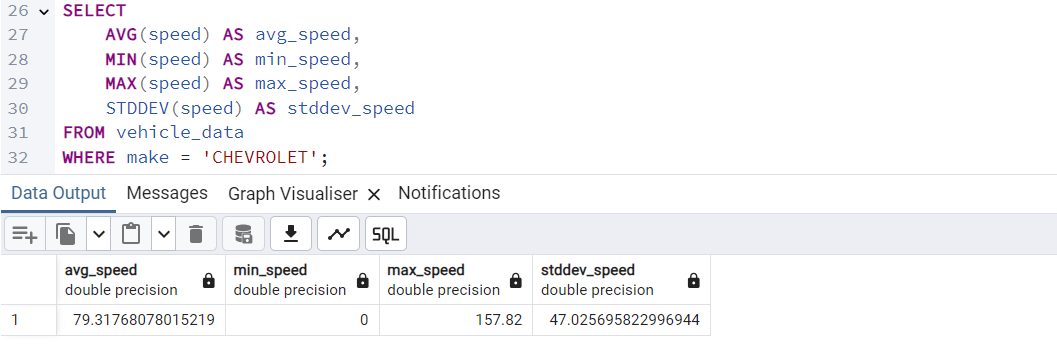 26 SELECT
27 AVG(speed) AS avg_speed,
28 MIN(speed) AS min_speed,
29 MAX(speed) AS max_speed,
30 STDDEV(speed) AS stddev_speed
31 FROM vehicle_data
32 WHERE make = 'CHEVROLET';
Data Output Messages Graph Visualiser Notifications
SQL
avg_speed min_speed max_speed stddev_speed
double precision double precision double precision double precision
1 79.31768078015219 0 157.82 47.025695822996944